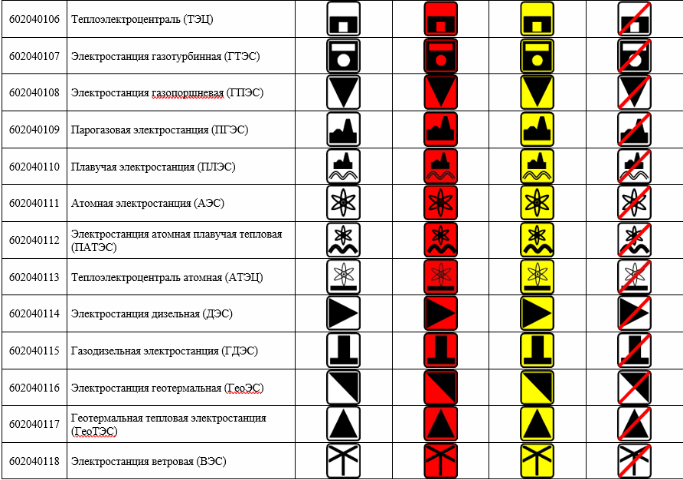 602040106 Теплоэлектроцентраль (ТЭЦ)
602040107 Электростанция газотурбинная (ГТЭС)
602040108 Электростанция газопоршневая (ГПЭС)
602040109 Парогазовая электростанция (ПГЭС)
602040110 Плавучая электростанция (ПЛЭС)
602040111 Атомная электростанция (АЭС)
602040112 Электростанция атомная плавучая тепловая
(ПАТЭС)
602040113 Теплоэлектроцентраль атомная (АТЭЦ)
602040114 Электростанция дизельная (ДЭС)
602040115 Газодизельная электростанция (ГДЭС)
602040116 Электростанция геотермальная (ГеоЭС)
602040117 Геотермальная тепловая электростанция
(ГеоТЭС)
602040118 Электростанция ветровая (ВЭС)